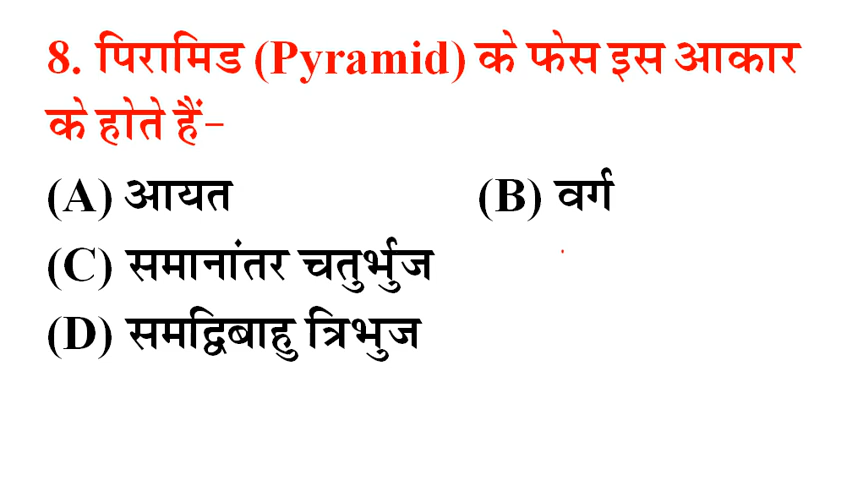 8. पिरामिड (Pyramid) के फेस इस आकार
के होते हैं-
(A) आयत (B) वर्ग
(C) समानांतर चतुर्भुज
(D) समद्विबाहु त्रिभुज